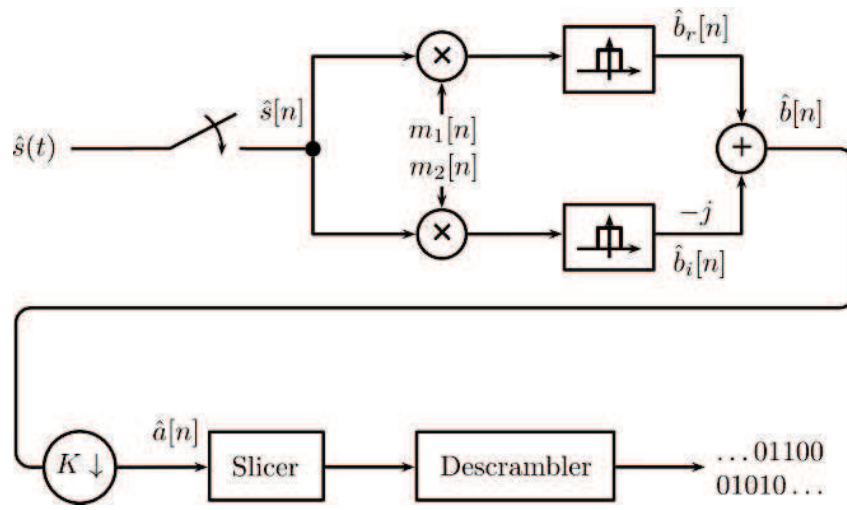 ŝ(t)
ŝ[n]
×
m₁[n]
m₂[n]
×
b̂ᵣ[n]
−j
b̂ᵢ[n]
+
b̂[n]
K ↓
â[n]
Slicer
Descrambler
...01100
01010...